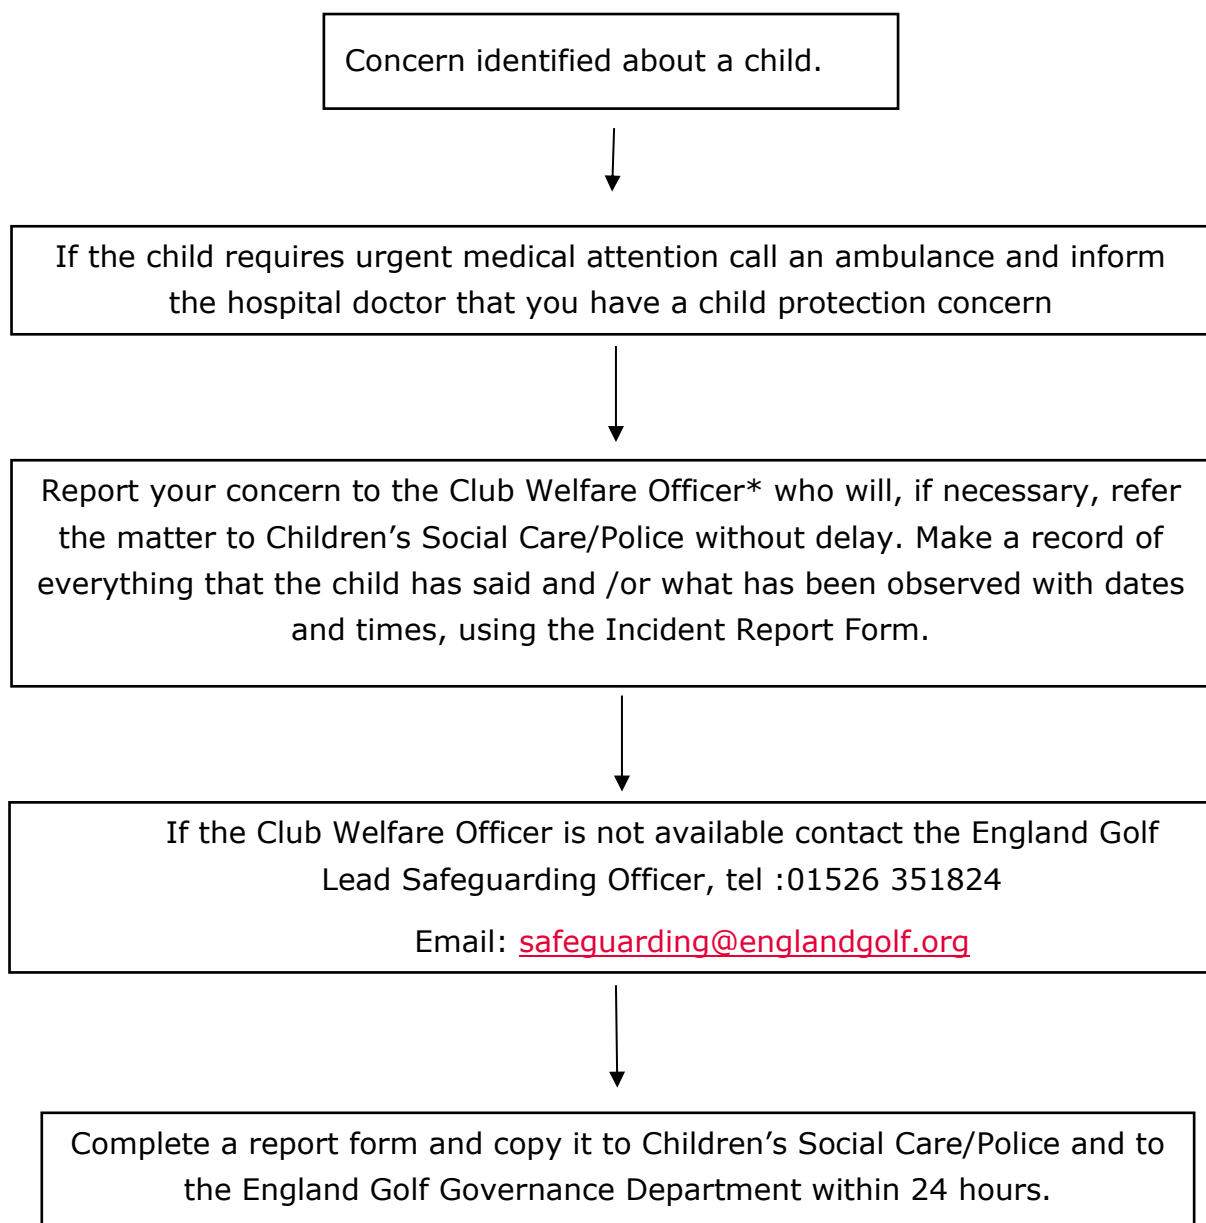 Concern identified about a child.
If the child requires urgent medical attention call an ambulance and inform
the hospital doctor that you have a child protection concern
Report your concern to the Club Welfare Officer* who will, if necessary, refer
the matter to Children’s Social Care/Police without delay. Make a record of
everything that the child has said and /or what has been observed with dates
and times, using the Incident Report Form.
If the Club Welfare Officer is not available contact the England Golf
Lead Safeguarding Officer, tel :01526 351824
Email: safeguarding@englandgolf.org
Complete a report form and copy it to Children’s Social Care/Police and to
the England Golf Governance Department within 24 hours.